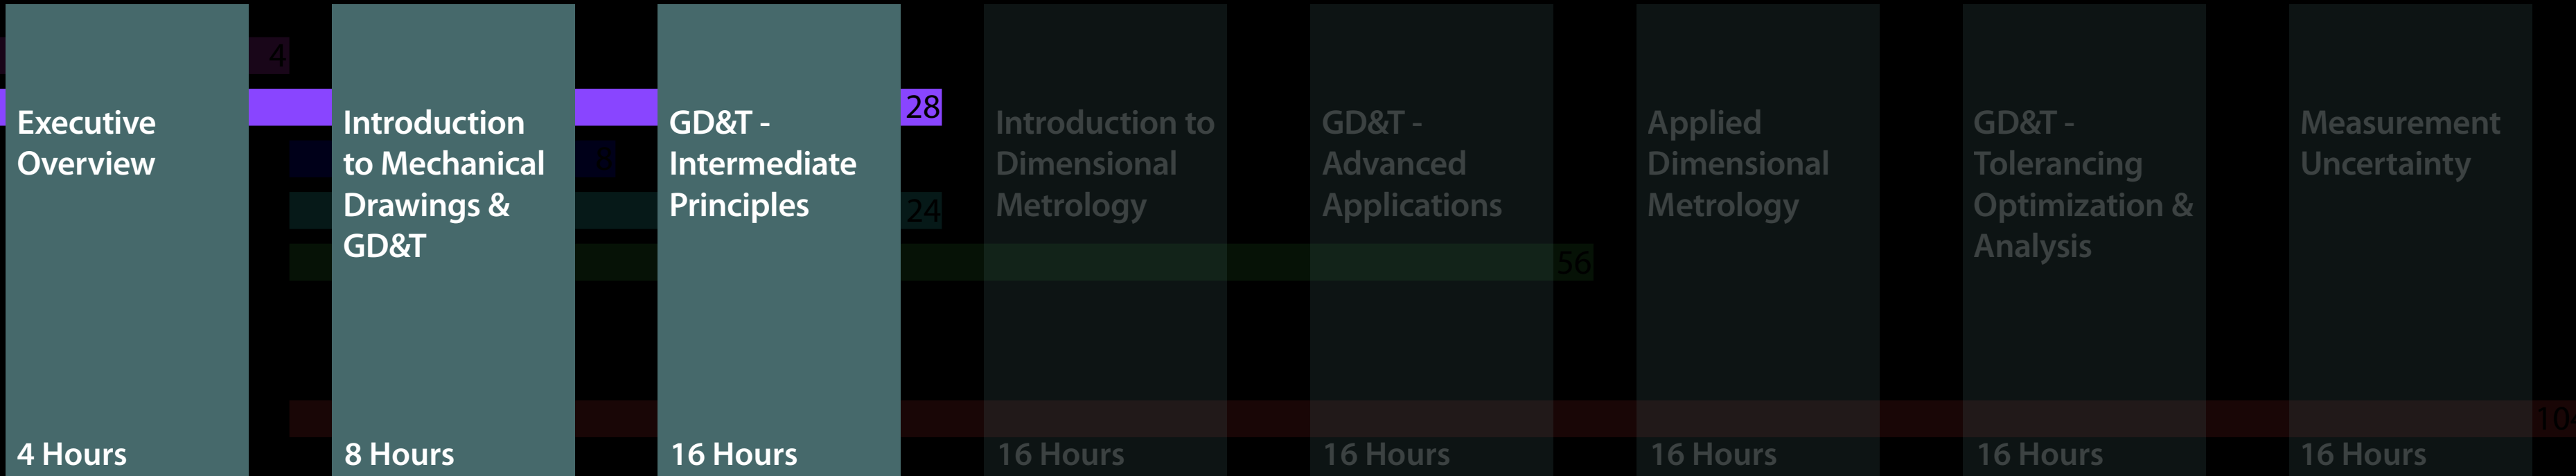 4
28
8
24
56
104
Executive
Overview
4 Hours
Introduction
to Mechanical
Drawings &
GD&T
8 Hours
GD&T -
Intermediate
Principles
16 Hours
Introduction to
Dimensional
Metrology
16 Hours
GD&T -
Advanced
Applications
16 Hours
Applied
Dimensional
Metrology
16 Hours
GD&T -
Tolerancing
Optimization &
Analysis
16 Hours
Measurement
Uncertainty
16 Hours